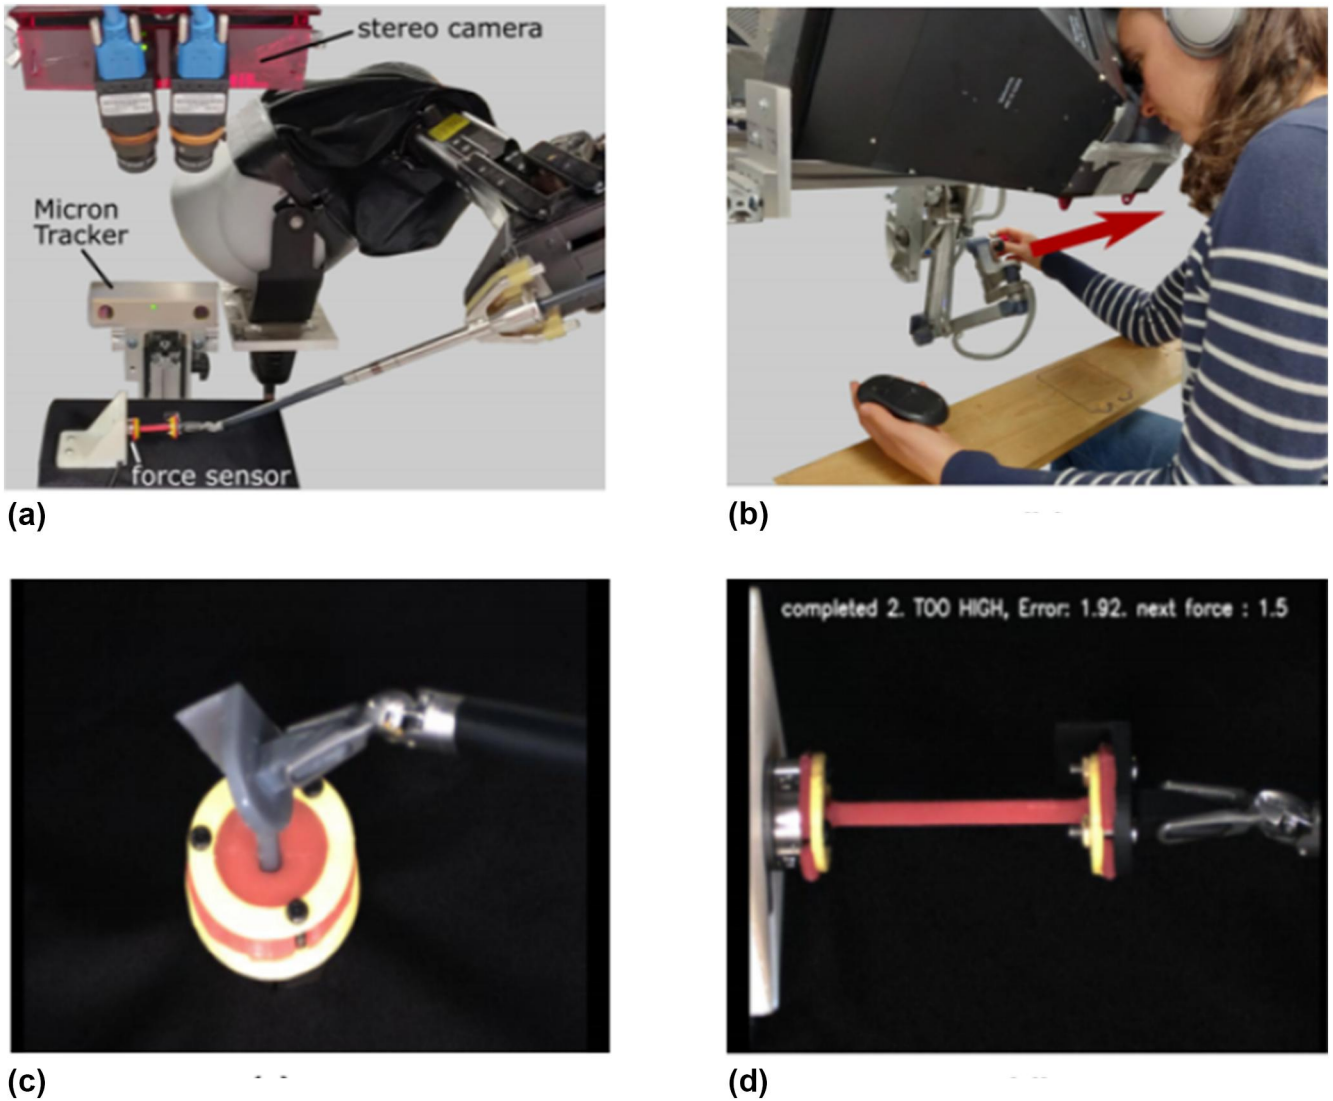 stereo camera
Micron
Tracker
force sensor
(a)
(b)
completed 2. TOO HIGH, Error: 1.92. next force : 1.5
(c)
(d)